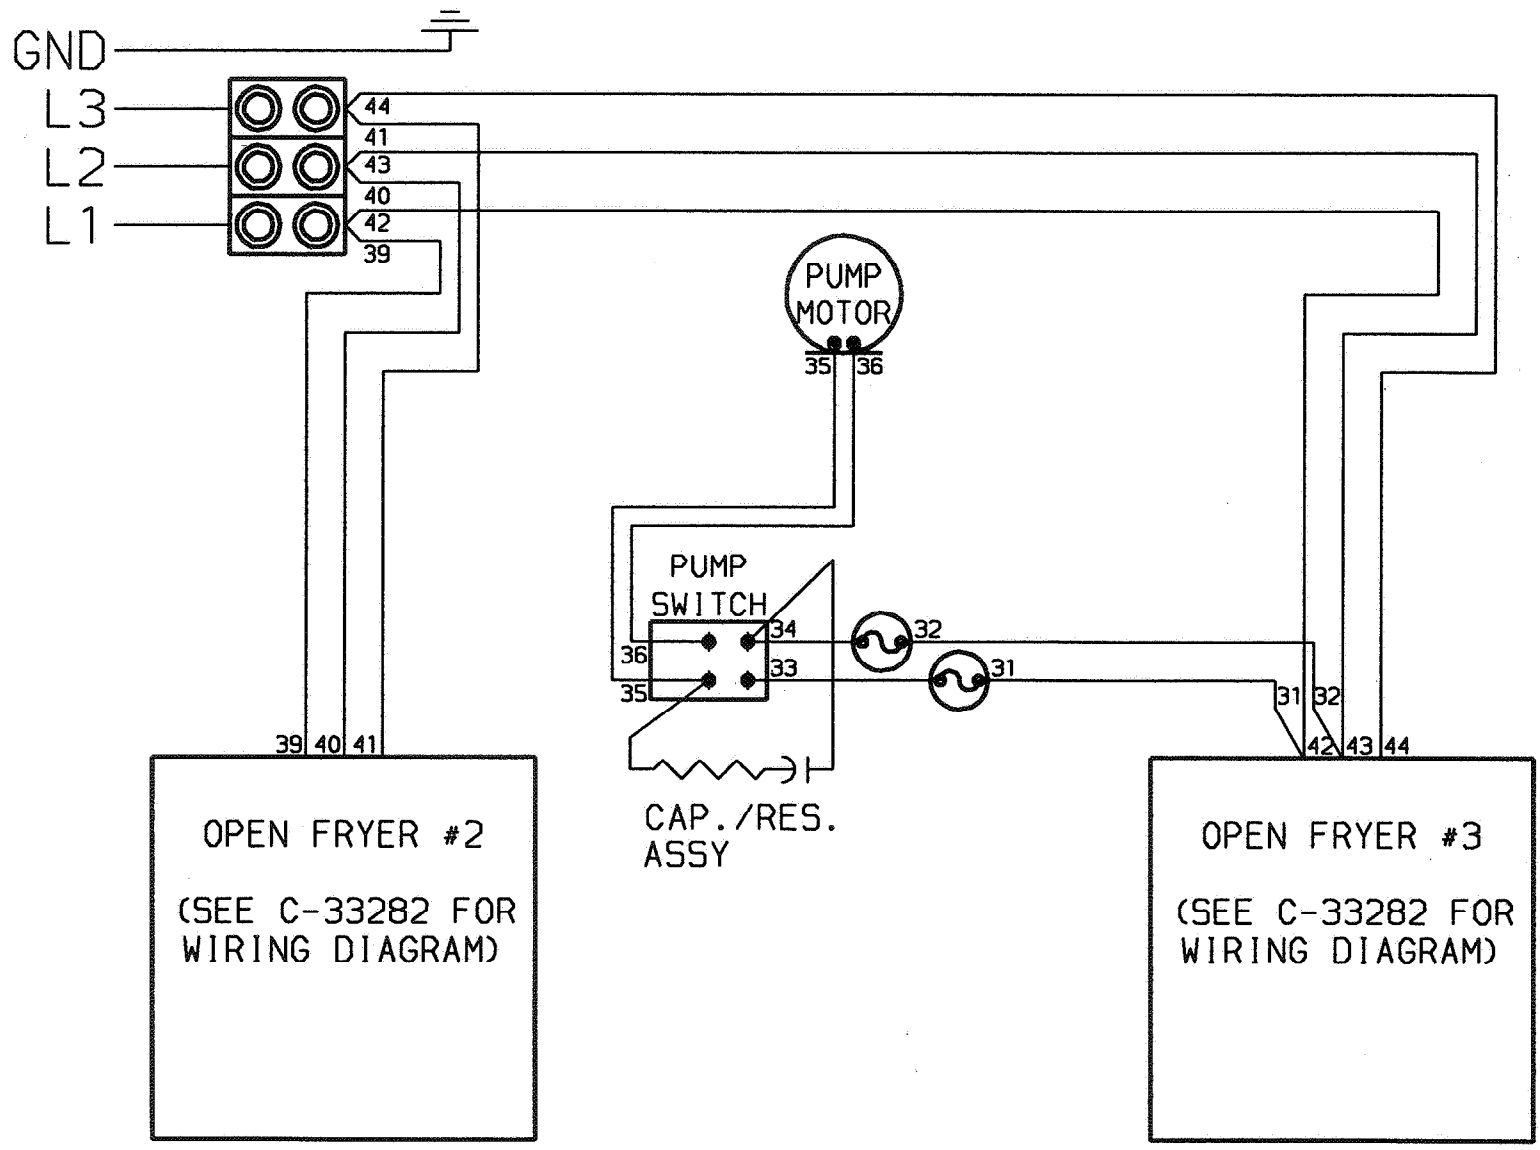 GND
L3
44
41
L2
43
40
L1
42
39
PUMP
MOTOR
35 36
PUMP
SWITCH
34
32
36
33
31
35
31 32
39 40 41
42 43 44
CAP./RES.
ASSY
OPEN FRYER #2
(SEE C-33282 FOR
WIRING DIAGRAM)
OPEN FRYER #3
(SEE C-33282 FOR
WIRING DIAGRAM)